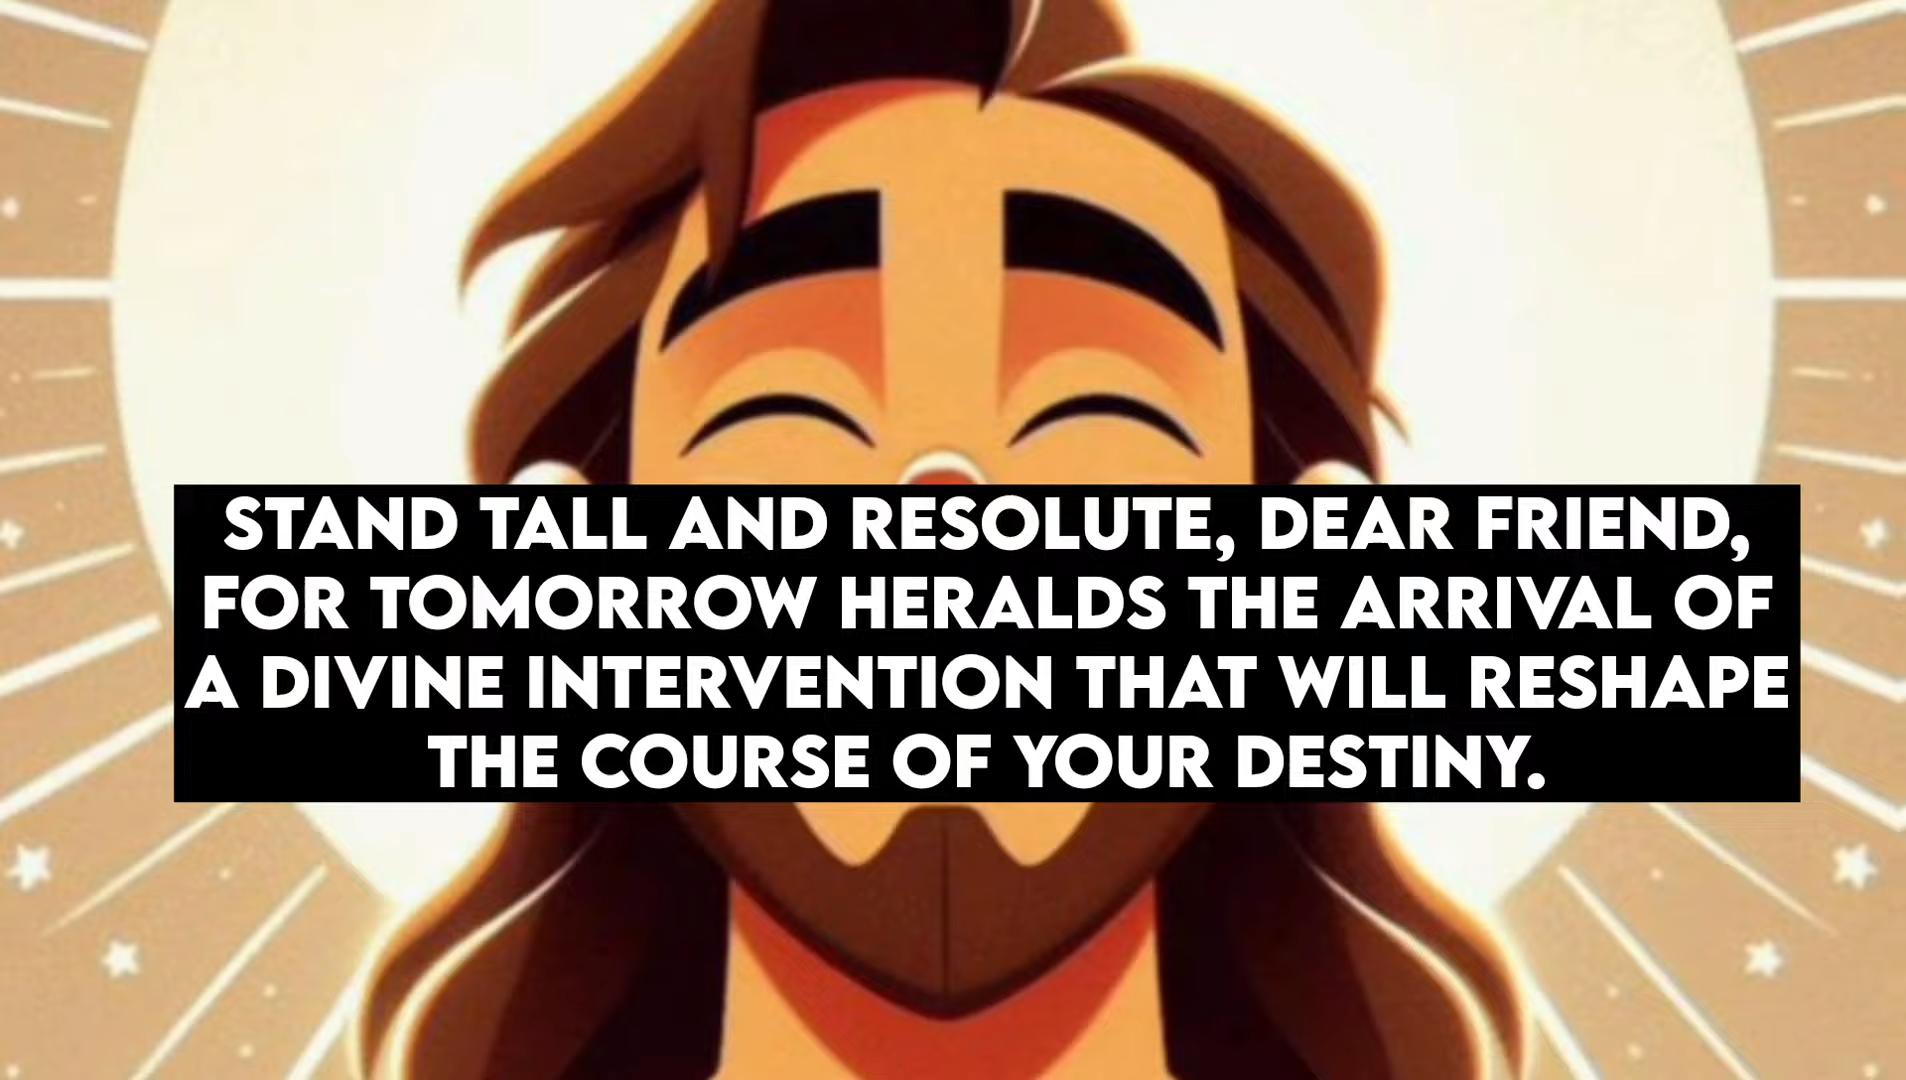 STAND TALL AND RESOLUTE, DEAR FRIEND,
FOR TOMORROW HERALDS THE ARRIVAL OF
A DIVINE INTERVENTION THAT WILL RESHAPE
THE COURSE OF YOUR DESTINY.